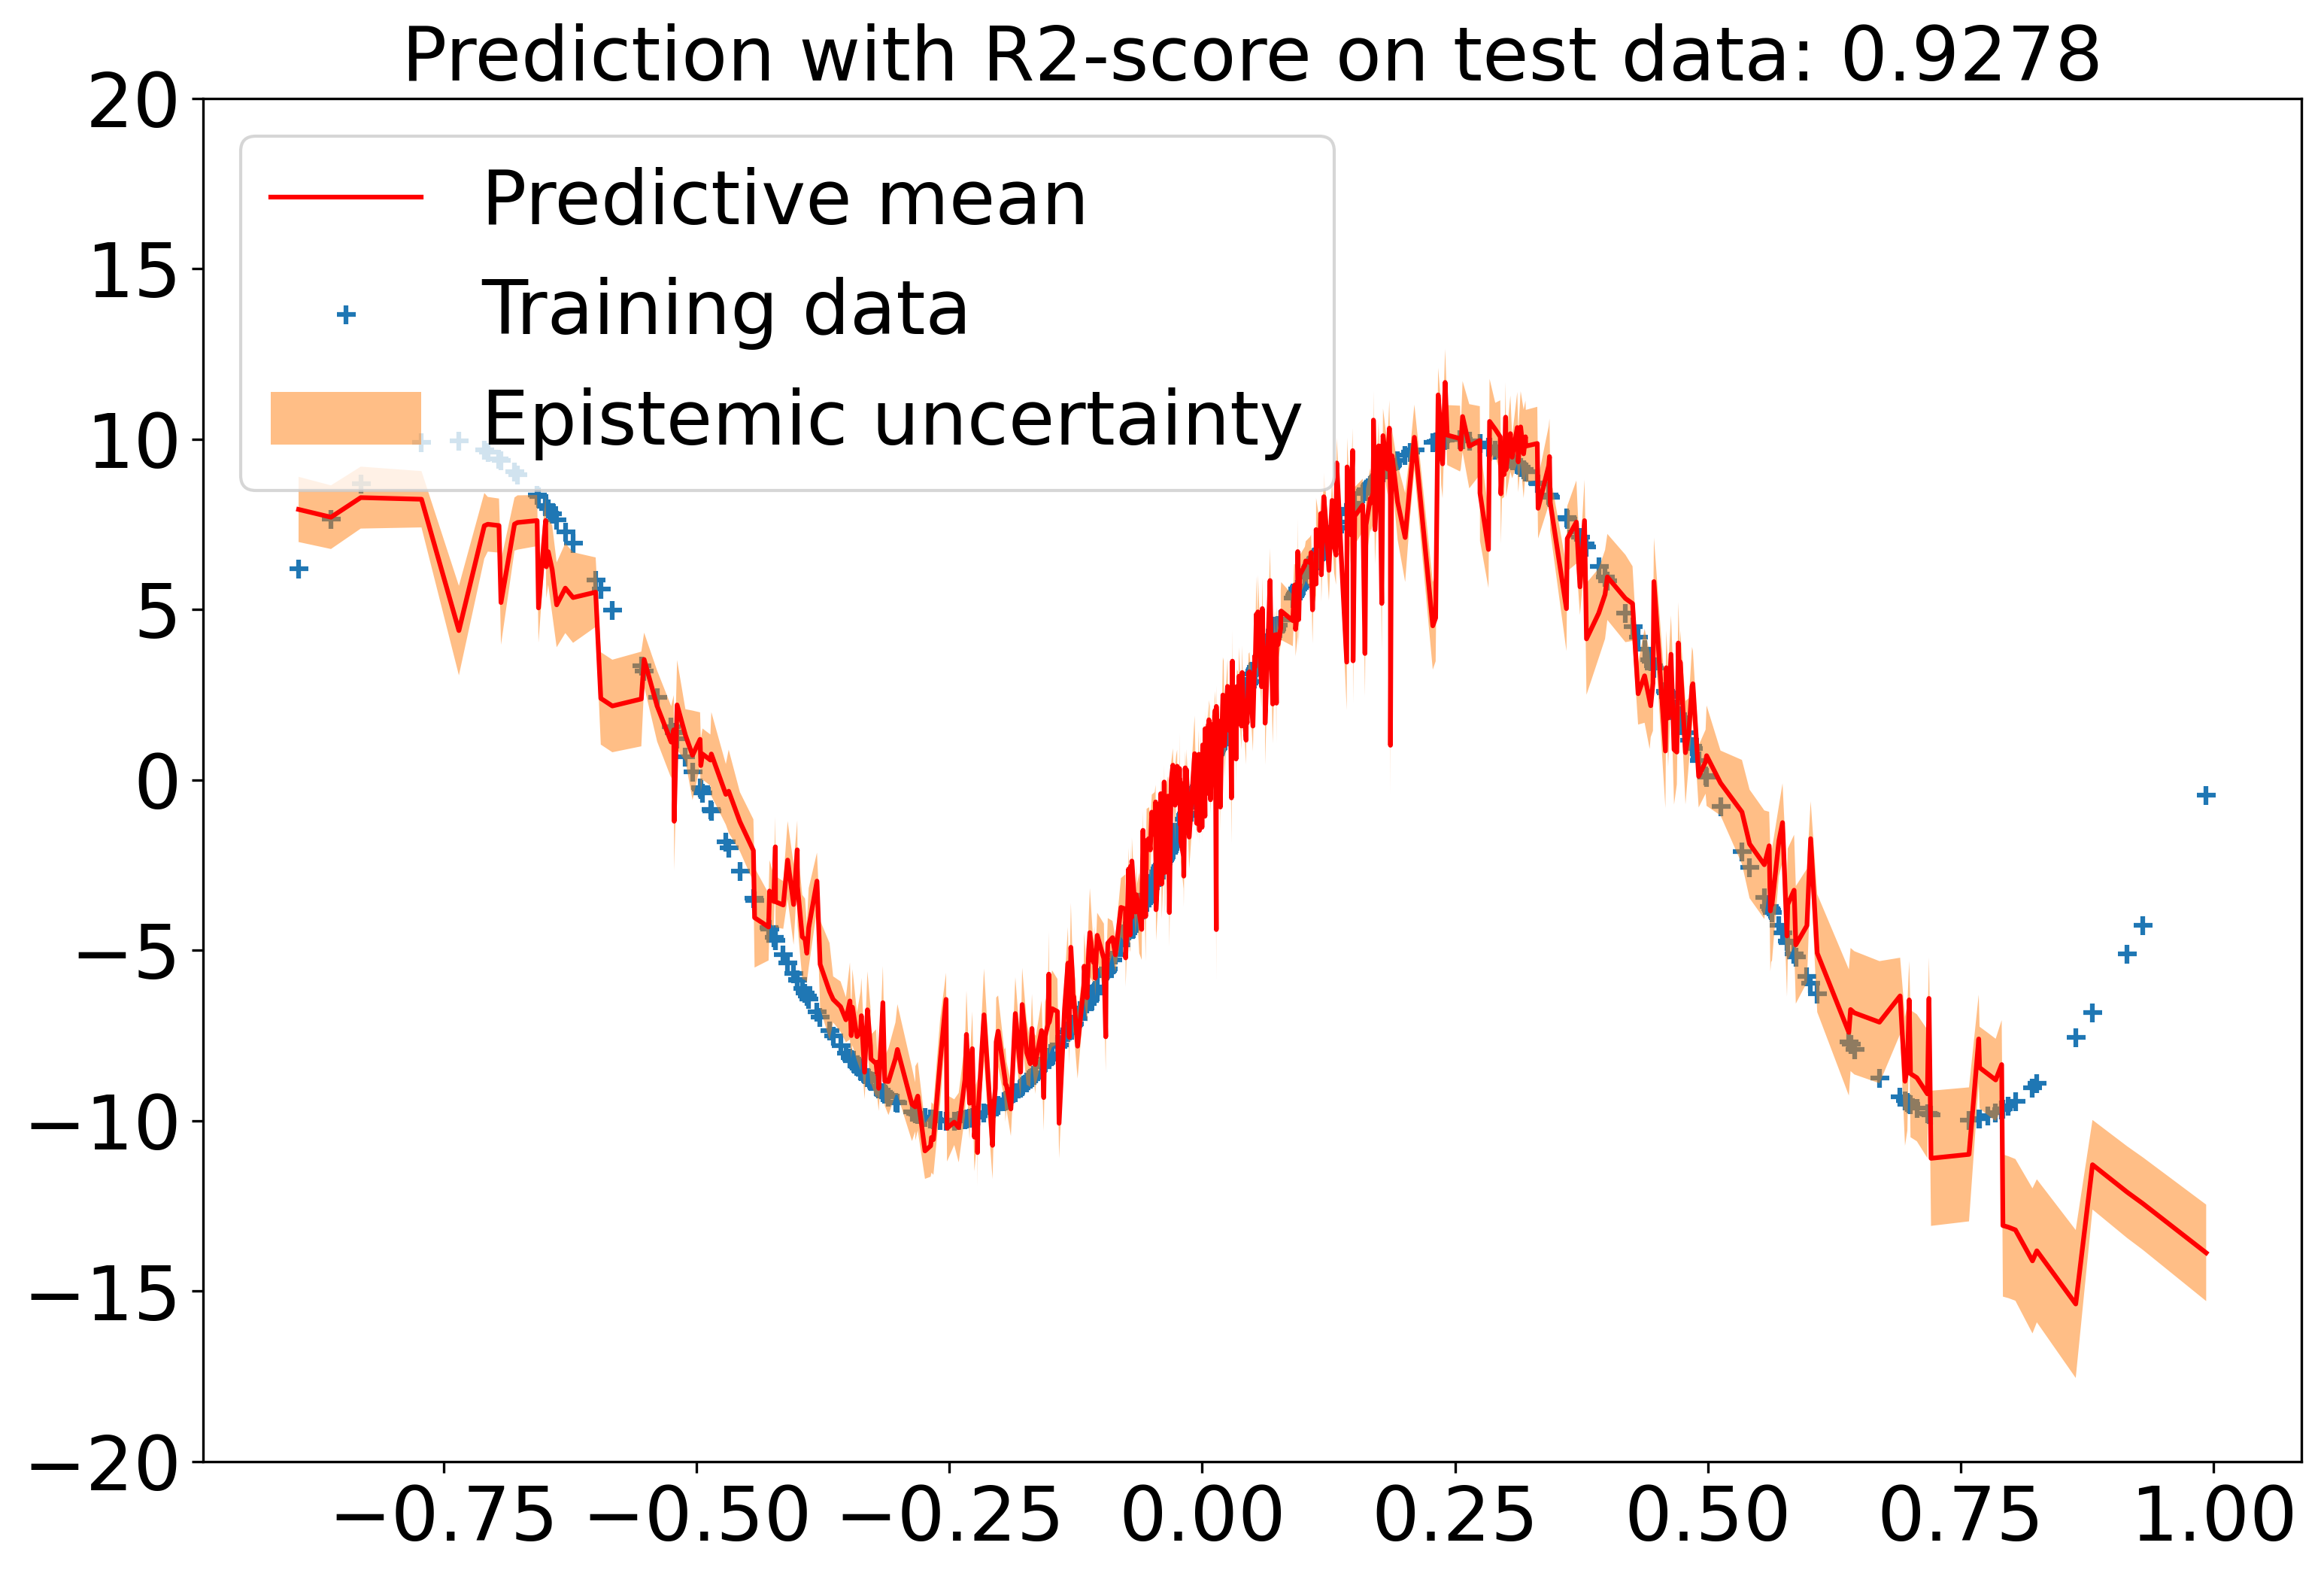 Prediction with R2-score on test data: 0.9278
20
15
10
5
0
−5
−10
−15
−20
Predictive mean
Training data
Epistemic uncertainty
−0.75 −0.50 −0.25 0.00 0.25 0.50 0.75 1.00